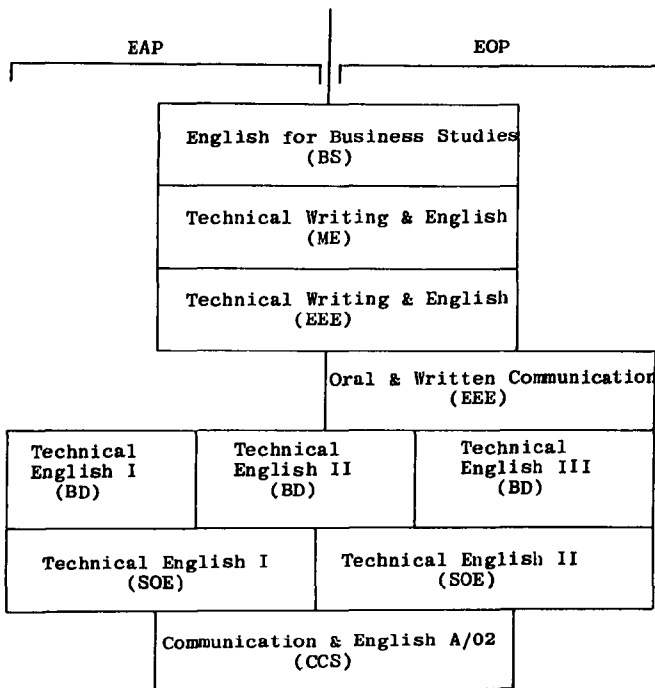 EAP
EOP
English for Business Studies
(BS)
Technical Writing & English
(ME)
Technical Writing & English
(EEE)
Oral & Written Communication
(EEE)
Technical
English I
(BD)
Technical
English II
(BD)
Technical
English III
(BD)
Technical English I
(SOE)
Technical English II
(SOE)
Communication & English A/02
(CCS)